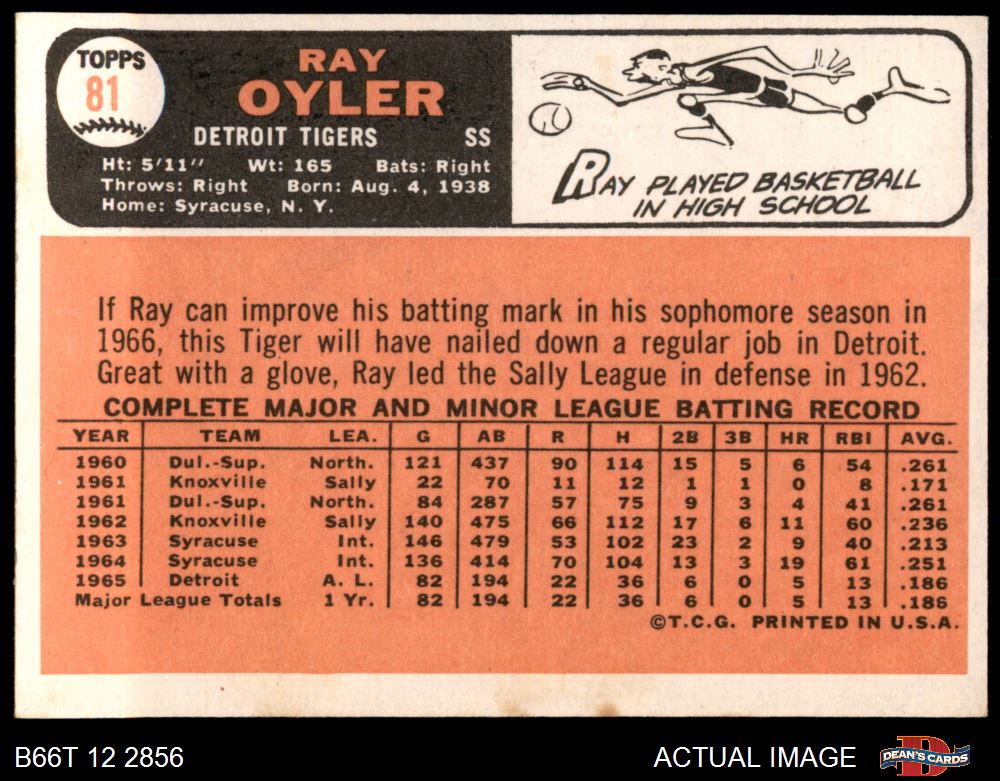 TOPPS
81
RAY
OYLER
DETROIT TIGERS SS
Ht: 5'11" Wt: 165 Bats: Right
Throws: Right Born: Aug. 4, 1938
Home: Syracuse, N. Y.
RAY PLAYED BASKETBALL
IN HIGH SCHOOL
If Ray can improve his batting mark in his sophomore season in
1966, this Tiger will have nailed down a regular job in Detroit.
Great with a glove, Ray led the Sally League in defense in 1962.
COMPLETE MAJOR AND MINOR LEAGUE BATTING RECORD
YEAR TEAM LEA. G AB R H 2B 3B HR RBI AVG.
1960 Dul.-Sup. North. 121 437 90 114 15 5 6 54 .261
1961 Knoxville Sally 22 70 11 12 1 1 0 8 .171
1961 Dul.-Sup. North. 84 287 57 75 9 3 4 41 .261
1962 Knoxville Sally 140 475 66 112 17 6 11 60 .236
1963 Syracuse Int. 146 479 53 102 23 2 9 40 .213
1964 Syracuse Int. 136 414 70 104 13 3 19 61 .251
1965 Detroit A. L. 82 194 22 36 6 0 5 13 .186
Major League Totals 1 Yr. 82 194 22 36 6 0 5 13 .186
©T.C.G. PRINTED IN U.S.A.
B66T 12 2856 ACTUAL IMAGE DEAN'S CARDS